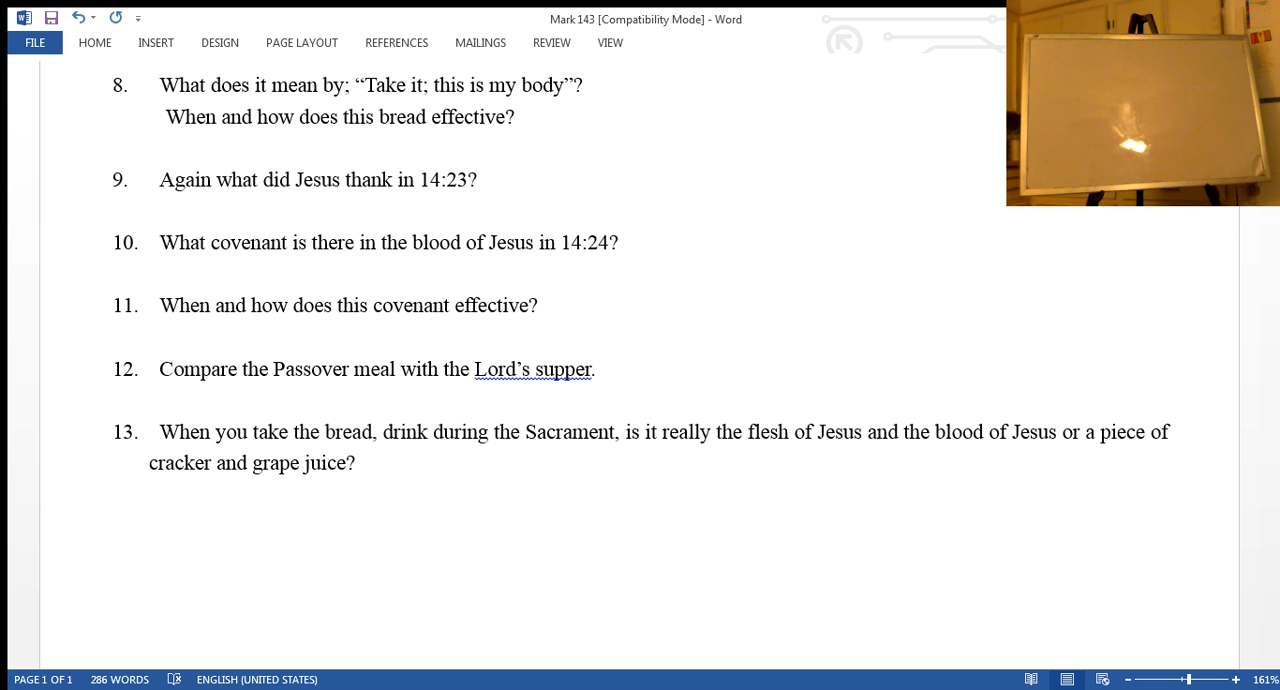 Mark 143 [Compatibility Mode] - Word
FILE HOME INSERT DESIGN PAGE LAYOUT REFERENCES MAILINGS REVIEW VIEW
8. What does it mean by; “Take it; this is my body”?
When and how does this bread effective?
9. Again what did Jesus thank in 14:23?
10. What covenant is there in the blood of Jesus in 14:24?
11. When and how does this covenant effective?
12. Compare the Passover meal with the Lord’s supper.
13. When you take the bread, drink during the Sacrament, is it really the flesh of Jesus and the blood of Jesus or a piece of
cracker and grape juice?
PAGE 1 OF 1 286 WORDS ENGLISH (UNITED STATES) 161%